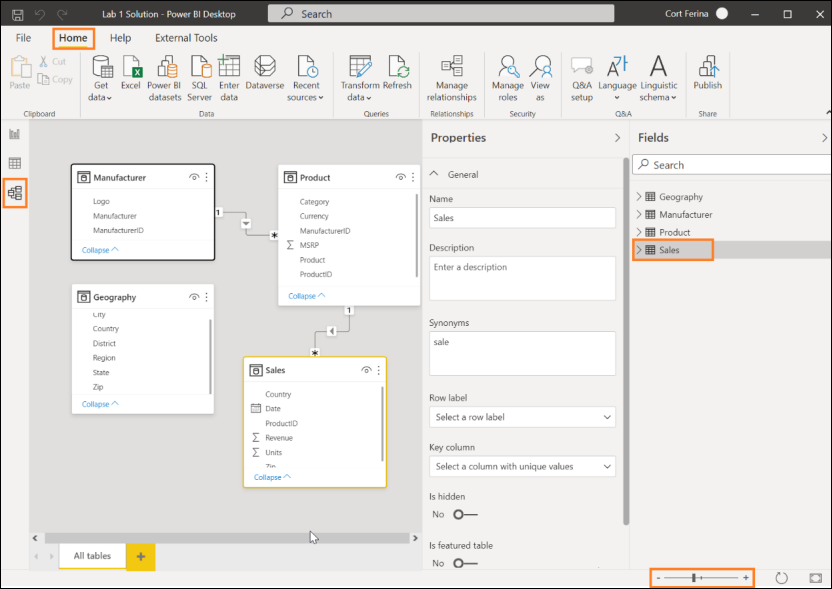 Lab 1 Solution - Power BI Desktop
Search
Cort Ferina
File
Home
Help
External Tools
Paste
Cut
Copy
Clipboard
Get data
Excel
Power BI datasets
SQL Server
Enter data
Dataverse
Recent sources
Data
Transform data
Refresh
Queries
Manage relationships
Relationships
Manage roles
View as
Security
Q&A setup
Language
Linguistic schema
Q&A
Publish
Share
Manufacturer
Logo
Manufacturer
ManufacturerID
Collapse
1
*
Product
Category
Currency
ManufacturerID
MSRP
Product
ProductID
Collapse
1
*
Geography
City
Country
District
Region
State
Zip
Collapse
Sales
Country
Date
ProductID
Revenue
Units
Zip
Collapse
All tables
+
Properties
General
Name
Sales
Description
Enter a description
Synonyms
sale
Row label
Select a row label
Key column
Select a column with unique values
Is hidden
No
Is featured table
No
Fields
Search
Geography
Manufacturer
Product
Sales
- +